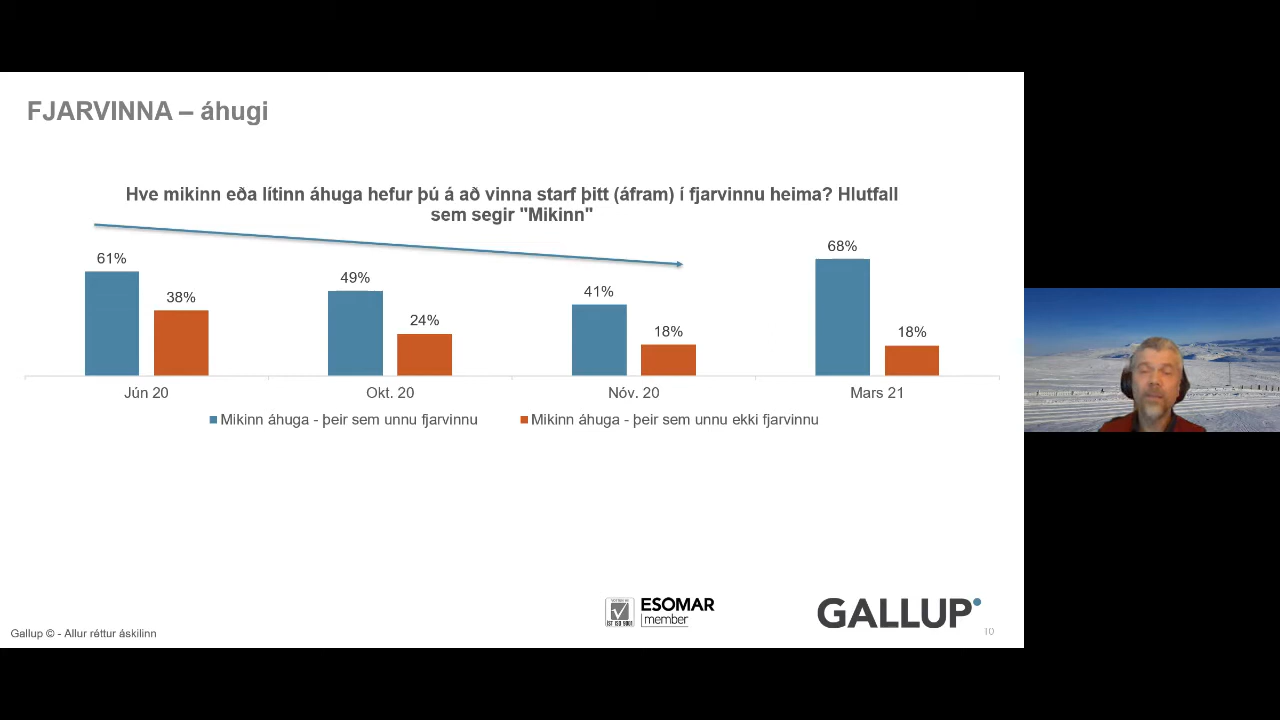 FJARVINNA – áhugi
Hve mikinn eða lítinn áhuga hefur þú á að vinna starf þitt (áfram) í fjarvinnu heima? Hlutfall
sem segir "Mikinn"
61%
38%
49%
24%
41%
18%
68%
18%
Jún 20
Okt. 20
Nóv. 20
Mars 21
Mikinn áhuga - þeir sem unnu fjarvinnu
Mikinn áhuga - þeir sem unnu ekki fjarvinnu
IST ISO 9001
ESOMAR
member
GALLUP
Gallup © - Allur réttur áskilinn
10